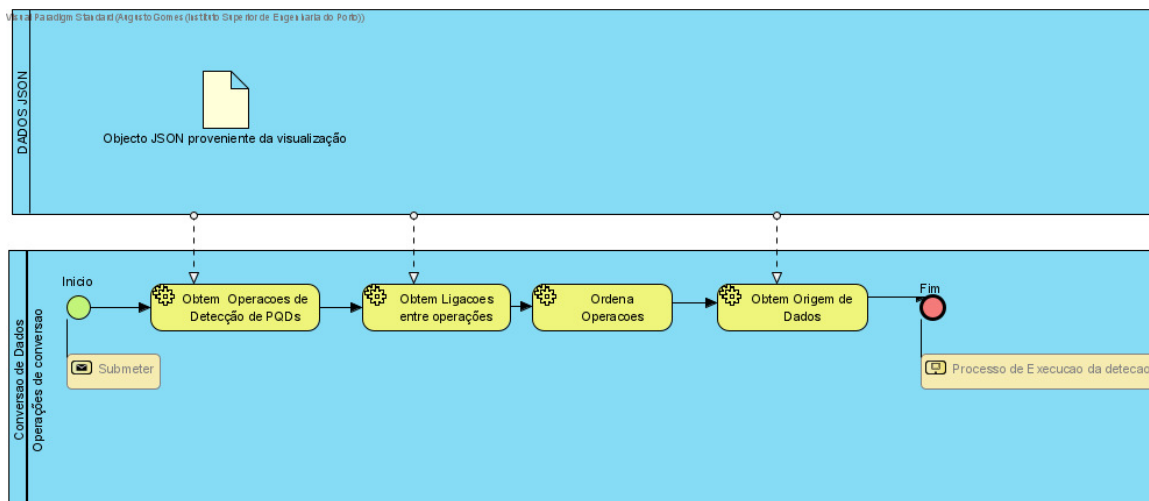 Visual Paradigm Standard (Augusto Gomes (Instituto Superior de Engenharia do Porto))
DADOS JSON
Objecto JSON proveniente da visualização
Conversao de Dados
Operações de conversão
Inicio
Obtem Operacoes de
Detecção de PQDs
Obtem Ligacoes
entre operações
Ordena
Operacoes
Obtem Origem de
Dados
Fim
Submeter
Processo de Execucao da detecao